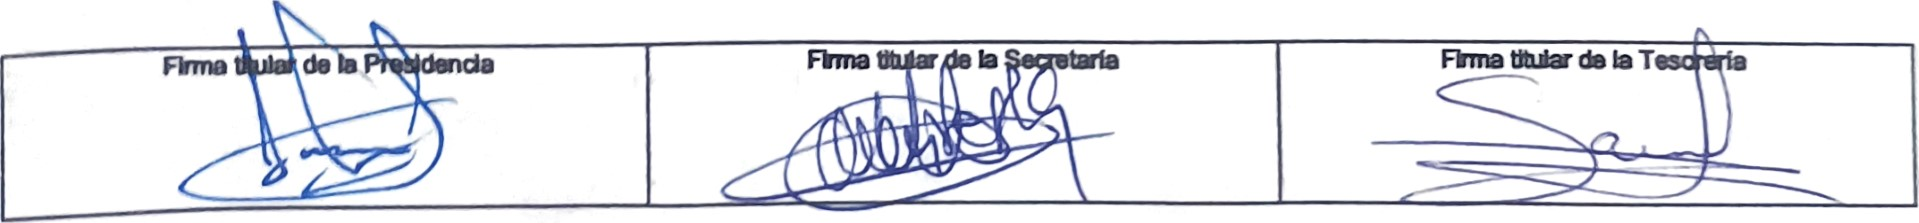 Firma titular de la Presidencia
Firma titular de la Secretaría
Firma titular de la Tesorería